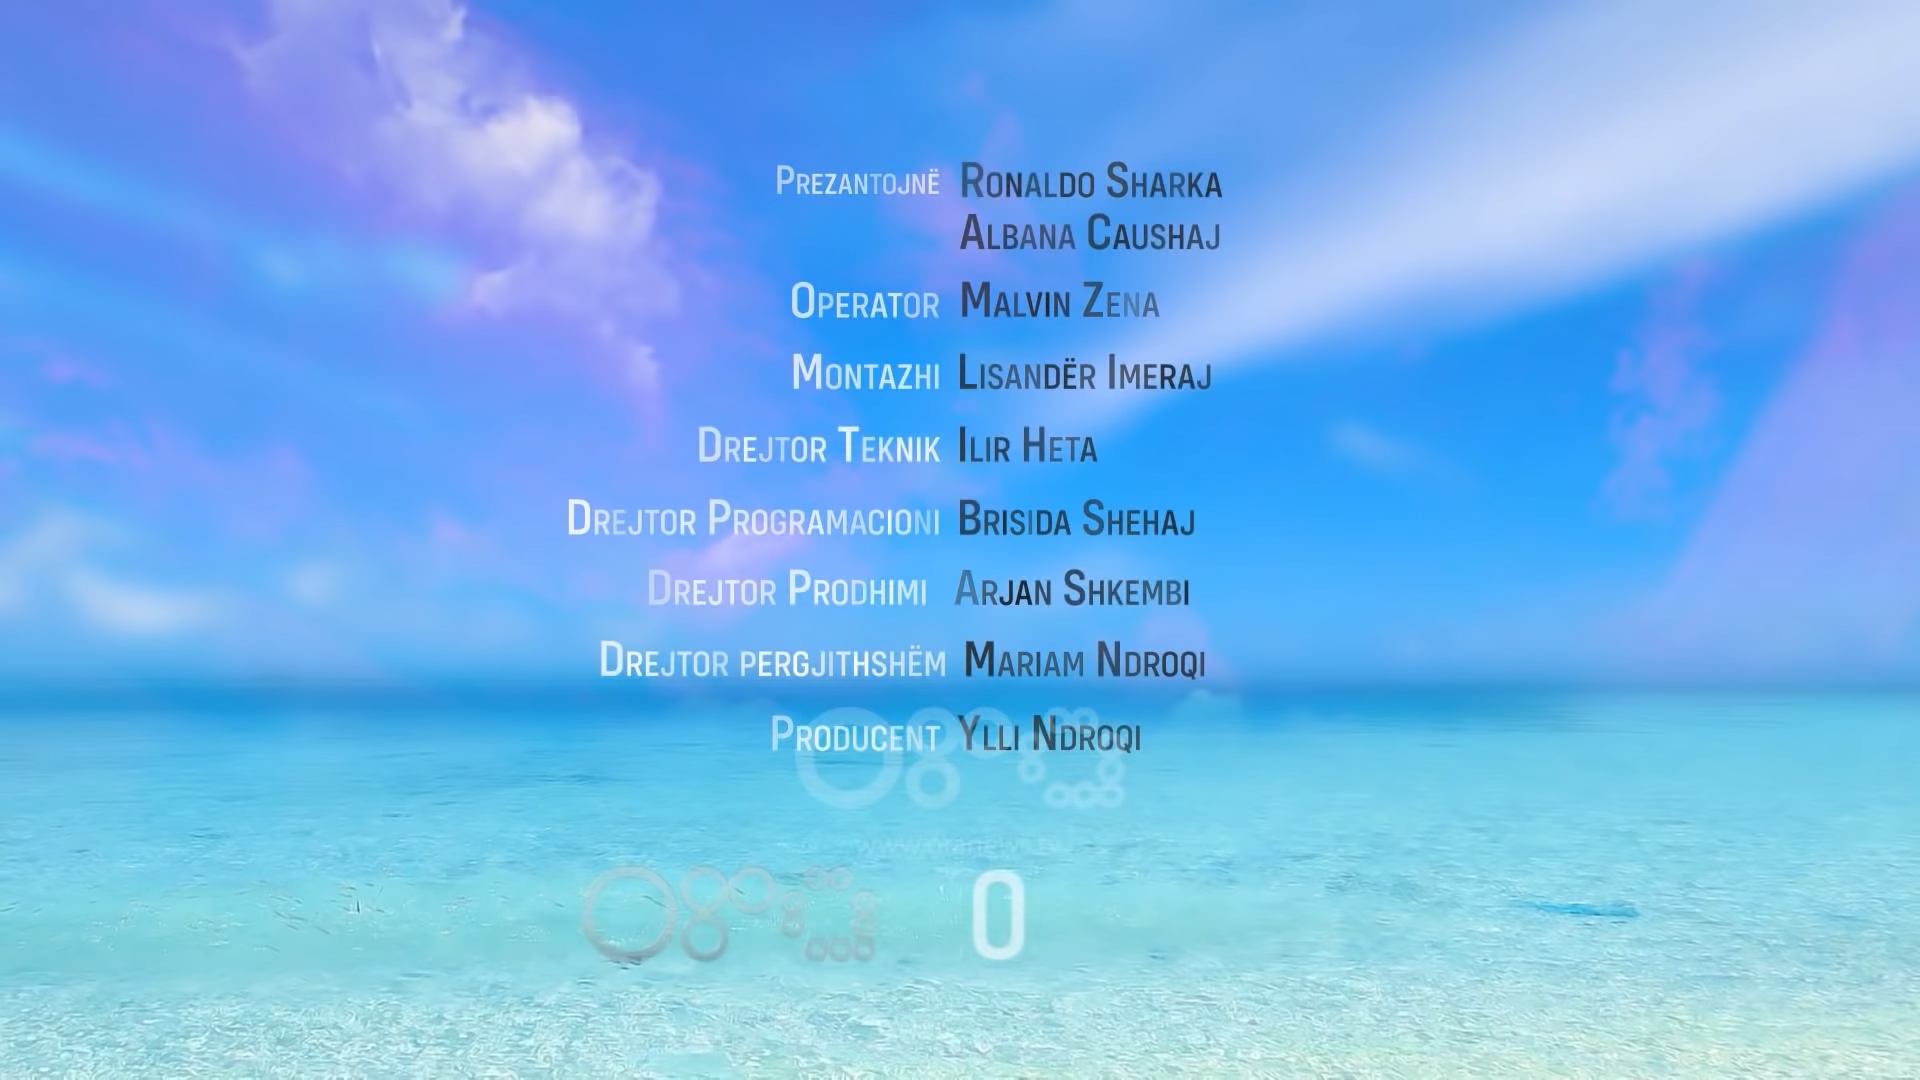 Prezantojnë Ronaldo Sharka
Albana Caushaj
Operator Malvin Zena
Montazhi Lisandër Imeraj
Drejtor Teknik Ilir Heta
Drejtor Programacioni Brisida Shehaj
Drejtor Prodhimi Arjan Shkembi
Drejtor pergjithshëm Mariam Ndroqi
Producent Ylli Ndroqi